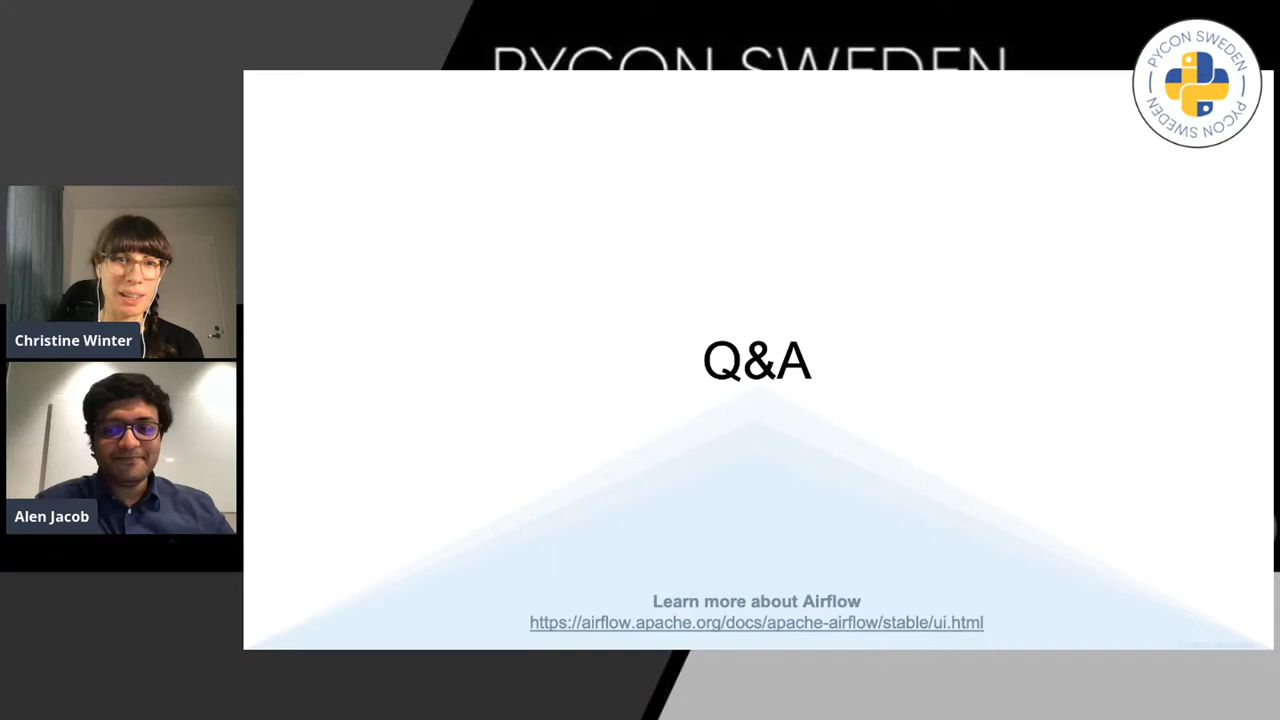 PYCON SWEDEN
PYCON SWEDEN
PYCON SWEDEN
Christine Winter
Alen Jacob
Q&A
Learn more about Airflow
https://airflow.apache.org/docs/apache-airflow/stable/ui.html